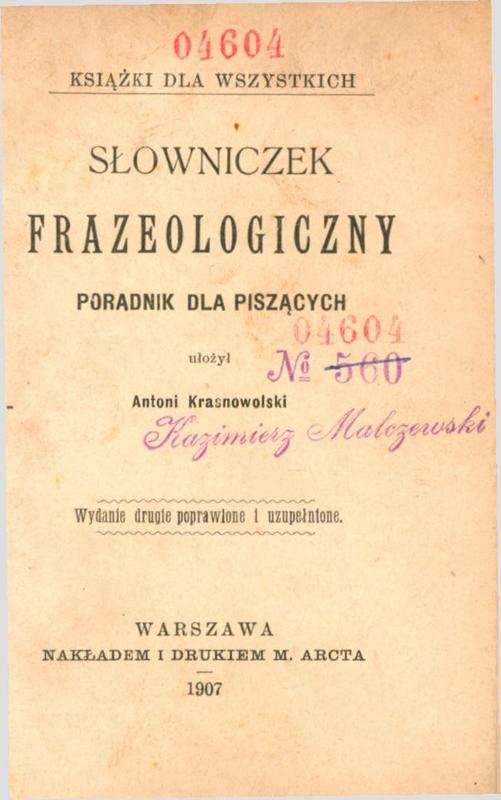 04604
KSIĄŻKI DLA WSZYSTKICH
SŁOWNICZEK
FRAZEOLOGICZNY
PORADNIK DLA PISZĄCYCH
04604
ułożył
№ 560
Antoni Krasnowolski
Kazimierz Malczewski
Wydanie drugie poprawione i uzupełnione.
WARSZAWA
NAKŁADEM I DRUKIEM M. ARCTA
1907